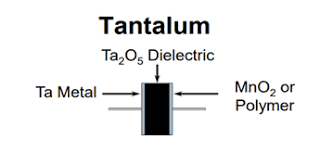 Tantalum
Ta₂O₅ Dielectric
Ta Metal
MnO₂ or
Polymer